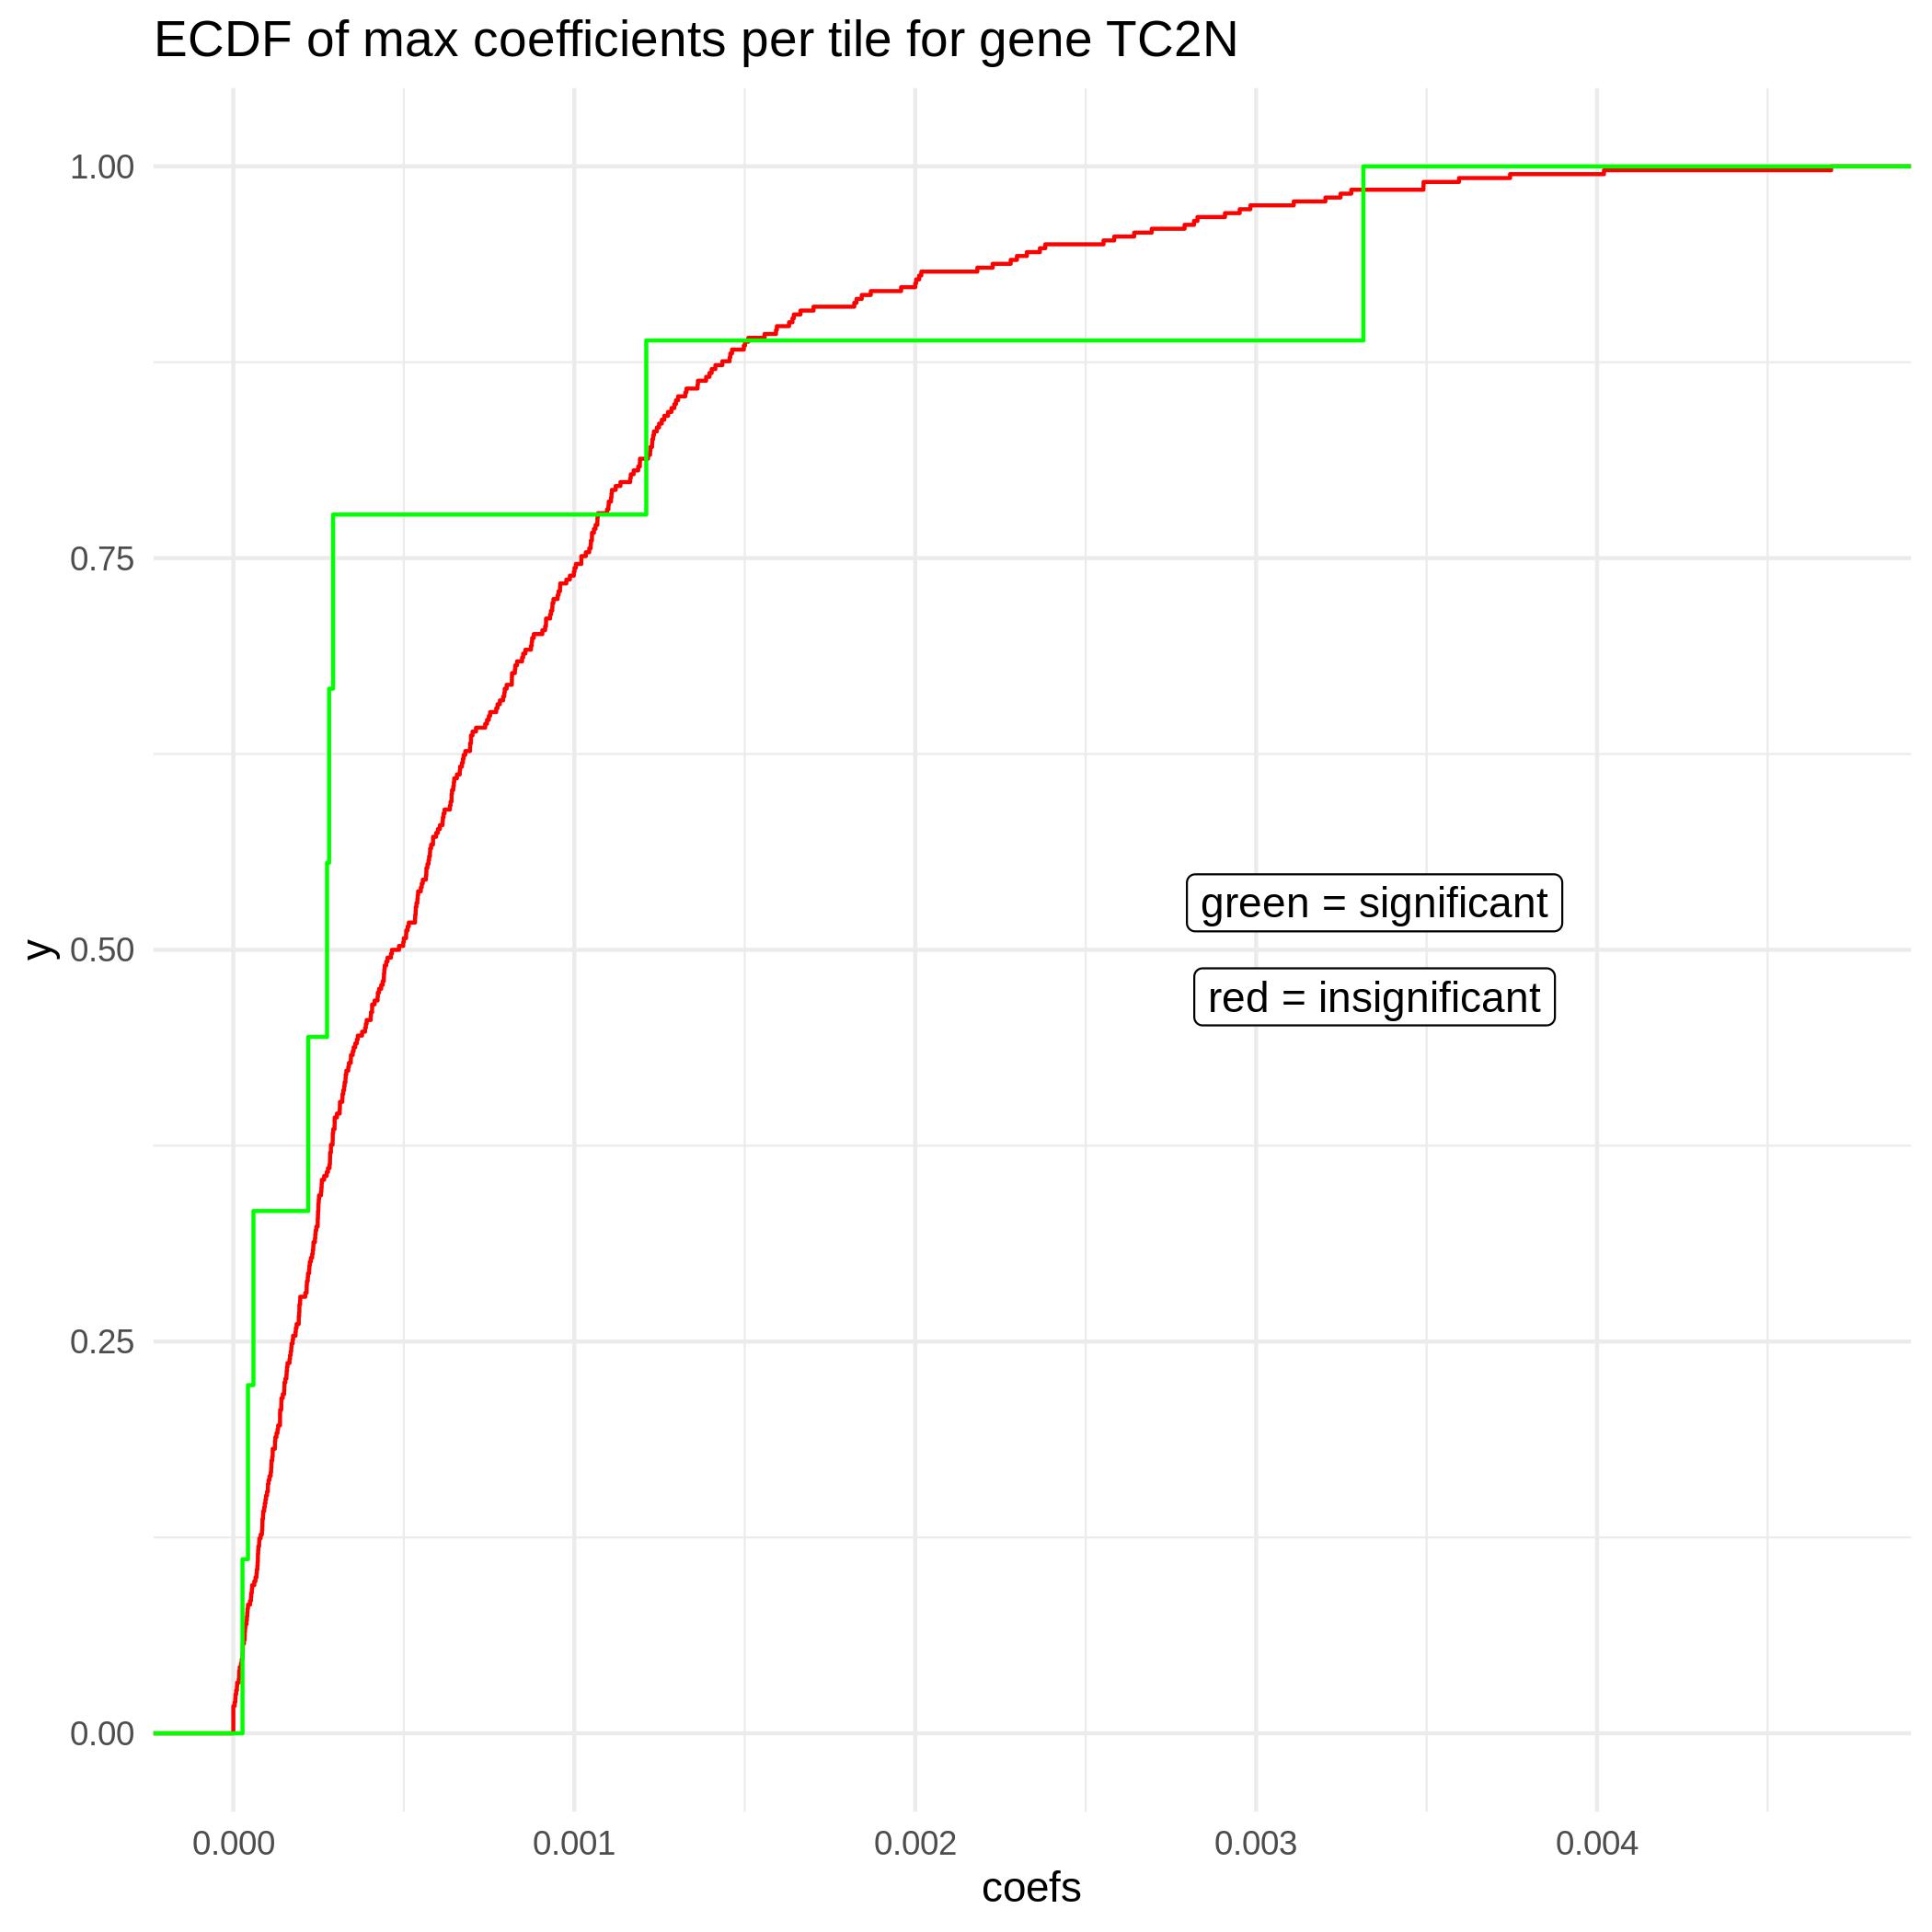 ECDF of max coefficients per tile for gene TC2N
1.00
0.75
0.50
0.25
0.00
y
green = significant
red = insignificant
0.000 0.001 0.002 0.003 0.004
coefs